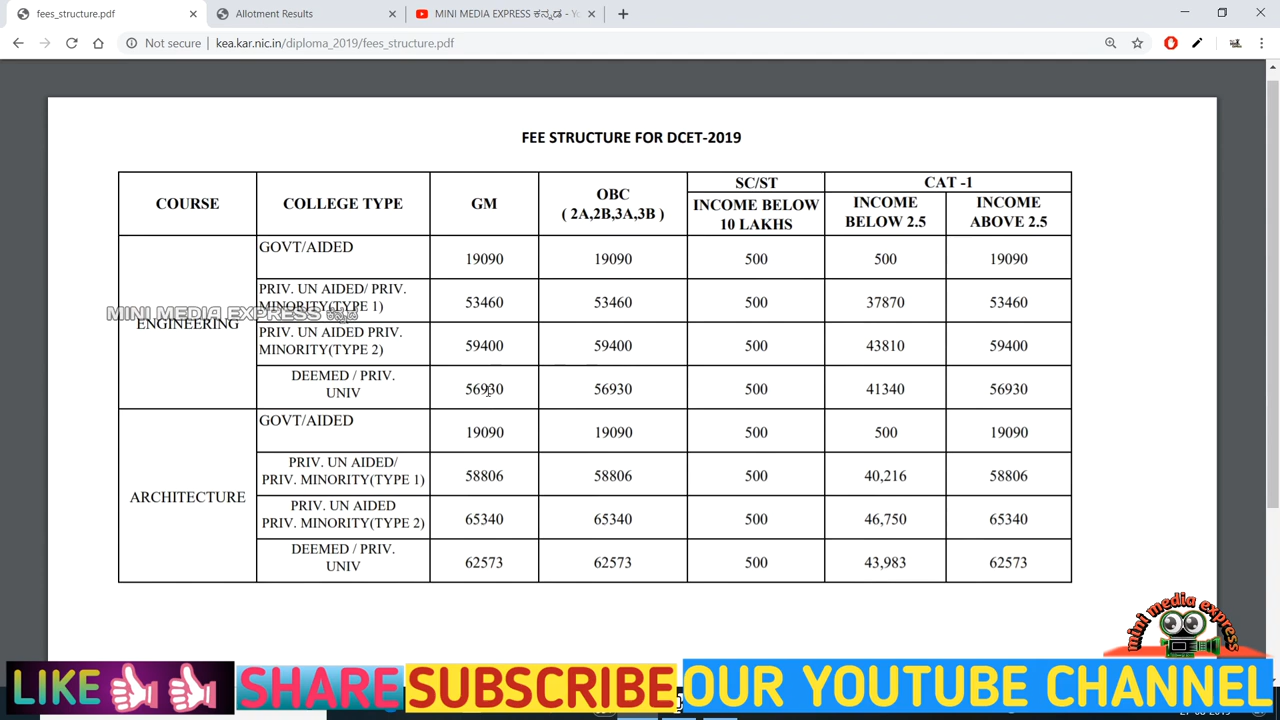 fees_structure.pdf
Allotment Results
MINI MEDIA EXPRESS ಕನ್ನಡ - Yo
Not secure kea.kar.nic.in/diploma_2019/fees_structure.pdf
FEE STRUCTURE FOR DCET-2019
COURSE COLLEGE TYPE GM OBC ( 2A,2B,3A,3B ) SC/ST CAT -1
INCOME BELOW 10 LAKHS INCOME BELOW 2.5 INCOME ABOVE 2.5
ENGINEERING
GOVT/AIDED 19090 19090 500 500 19090
PRIV. UN AIDED/ PRIV. MINORITY(TYPE 1) 53460 53460 500 37870 53460
MINI MEDIA EXPRESS ಕನ್ನಡ
PRIV. UN AIDED PRIV. MINORITY(TYPE 2) 59400 59400 500 43810 59400
DEEMED / PRIV. UNIV 56930 56930 500 41340 56930
ARCHITECTURE
GOVT/AIDED 19090 19090 500 500 19090
PRIV. UN AIDED/ PRIV. MINORITY(TYPE 1) 58806 58806 500 40,216 58806
PRIV. UN AIDED PRIV. MINORITY(TYPE 2) 65340 65340 500 46,750 65340
DEEMED / PRIV. UNIV 62573 62573 500 43,983 62573
mini media express
LIKE SHARE SUBSCRIBE OUR YOUTUBE CHANNEL